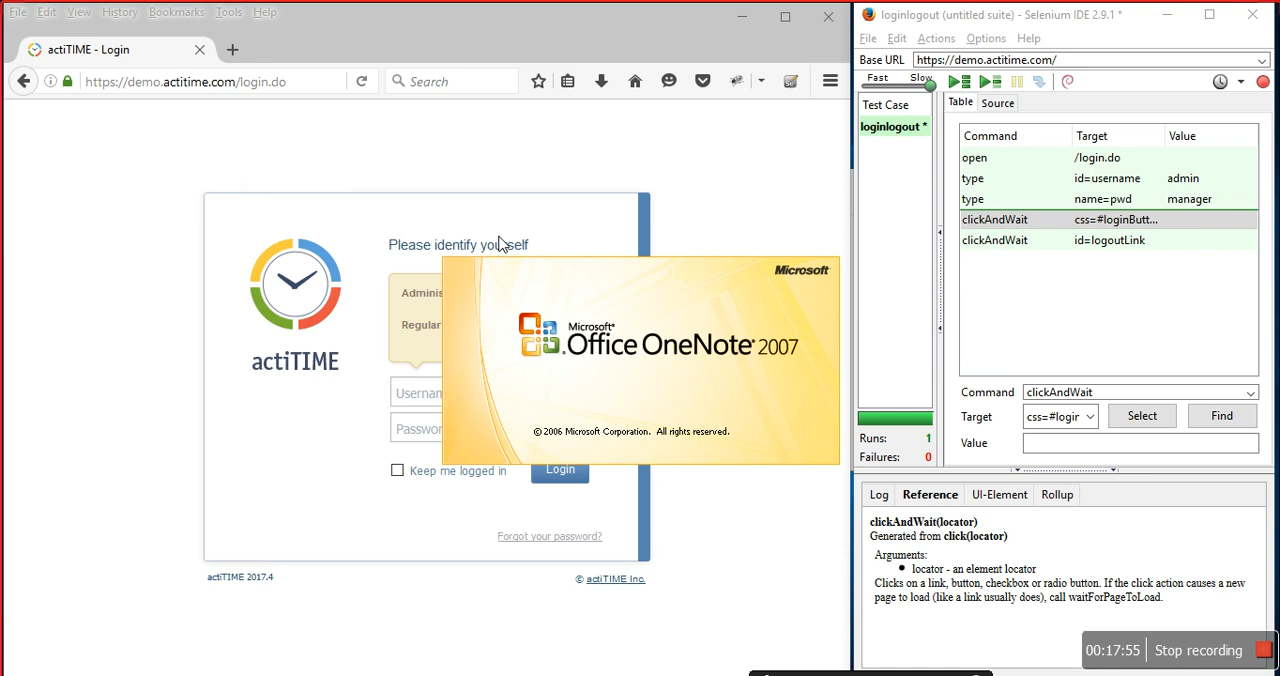 File Edit View History Bookmarks Tools Help
actiTIME - Login
https://demo.actitime.com/login.do
Search
Please identify yourself
Adminis
Regular
actiTIME
Usernam
Passwor
Keep me logged in
Login
Forgot your password?
actiTIME 2017.4
© actiTIME Inc.
Microsoft
Microsoft®
Office OneNote® 2007
© 2006 Microsoft Corporation. All rights reserved.
loginlogout (untitled suite) - Selenium IDE 2.9.1 *
File Edit Actions Options Help
Base URL https://demo.actitime.com/
Fast Slow
Test Case
loginlogout *
Table Source
Command Target Value
open /login.do
type id=username admin
type name=pwd manager
clickAndWait css=#loginButt...
clickAndWait id=logoutLink
Command clickAndWait
Target css=#logir Select Find
Value
Runs: 1
Failures: 0
Log Reference UI-Element Rollup
clickAndWait(locator)
Generated from click(locator)
Arguments:
• locator - an element locator
Clicks on a link, button, checkbox or radio button. If the click action causes a new
page to load (like a link usually does), call waitForPageToLoad.
00:17:55 Stop recording